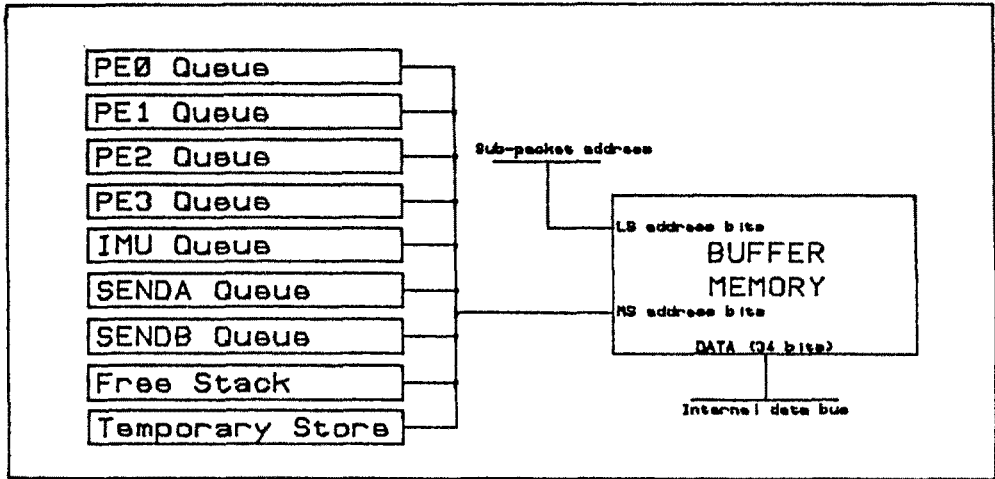 PE0 Queue
PE1 Queue
PE2 Queue
PE3 Queue
IMU Queue
SENDA Queue
SENDB Queue
Free Stack
Temporary Store
Sub-packet address
LS address bits
BUFFER
MEMORY
MS address bits
DATA (34 bits)
Internal data bus